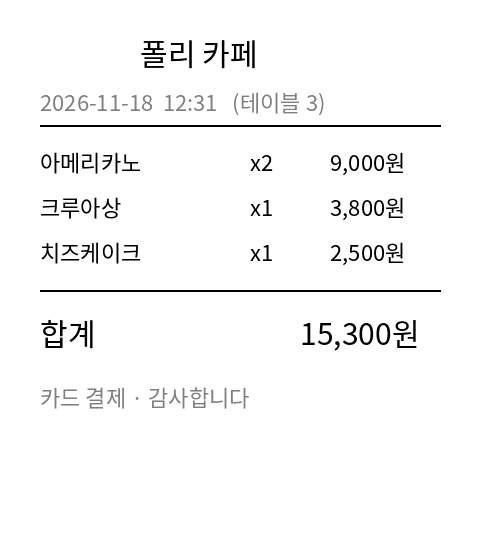 폴리 카페
2026-11-18 12:31 (테이블 3)
아메리카노 x2 9,000원
크루아상 x1 3,800원
치즈케이크 x1 2,500원
합계 15,300원
카드 결제 · 감사합니다